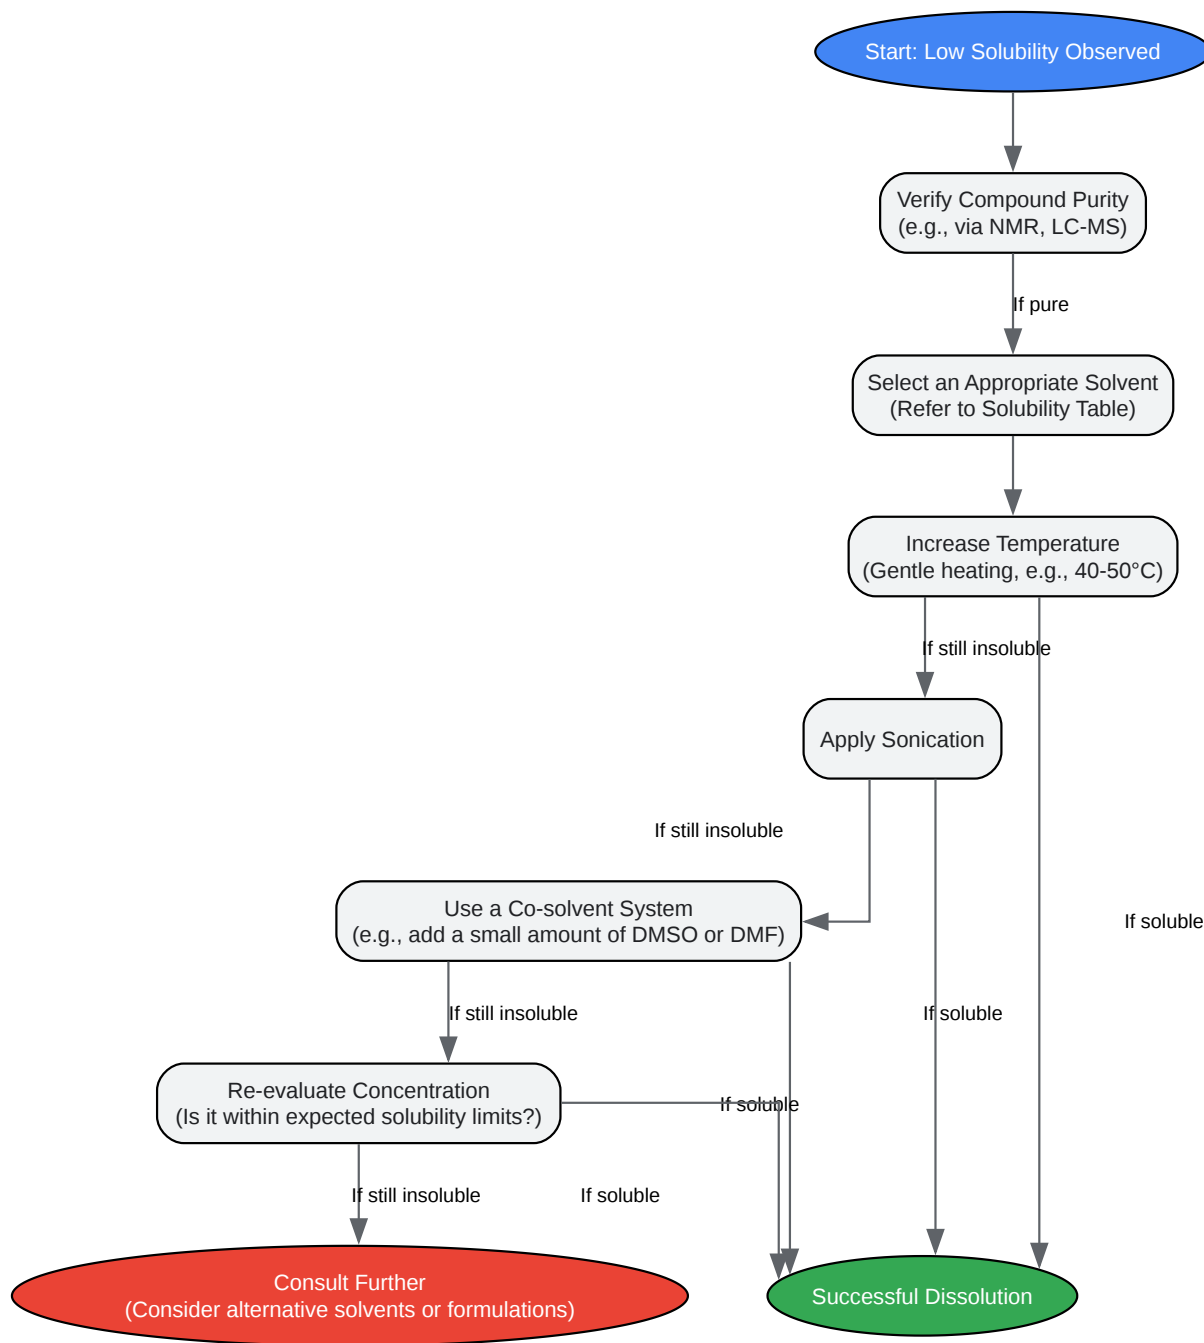 Start: Low Solubility Observed
Verify Compound Purity
(e.g., via NMR, LC-MS)
If pure
Select an Appropriate Solvent
(Refer to Solubility Table)
Increase Temperature
(Gentle heating, e.g., 40-50°C)
If still insoluble
Apply Sonication
If still insoluble
Use a Co-solvent System
(e.g., add a small amount of DMSO or DMF)
If soluble
If still insoluble
If soluble
Re-evaluate Concentration
(Is it within expected solubility limits?)
If soluble
If still insoluble
If soluble
Consult Further
(Consider alternative solvents or formulations)
Successful Dissolution